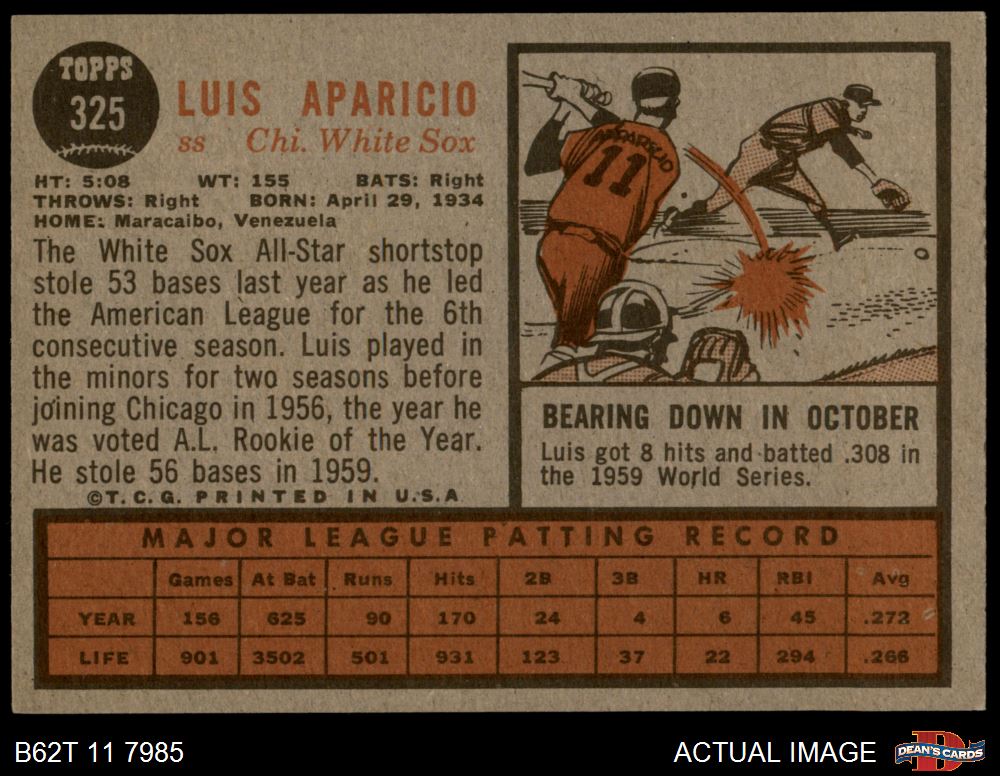 TOPPS
325
LUIS APARICIO
ss Chi. White Sox
HT: 5:08 WT: 155 BATS: Right
THROWS: Right BORN: April 29, 1934
HOME: Maracaibo, Venezuela
The White Sox All-Star shortstop
stole 53 bases last year as he led
the American League for the 6th
consecutive season. Luis played in
the minors for two seasons before
joining Chicago in 1956, the year he
was voted A.L. Rookie of the Year.
He stole 56 bases in 1959.
©T.C.G. PRINTED IN U.S.A
APARICIO
11
BEARING DOWN IN OCTOBER
Luis got 8 hits and batted .308 in
the 1959 World Series.
MAJOR LEAGUE PATTING RECORD
Games At Bat Runs Hits 2B 3B HR RBI Avg
YEAR 156 625 90 170 24 4 6 45 .272
LIFE 901 3502 501 931 123 37 22 294 .266
B62T 11 7985
ACTUAL IMAGE
D
DEAN'S CARDS